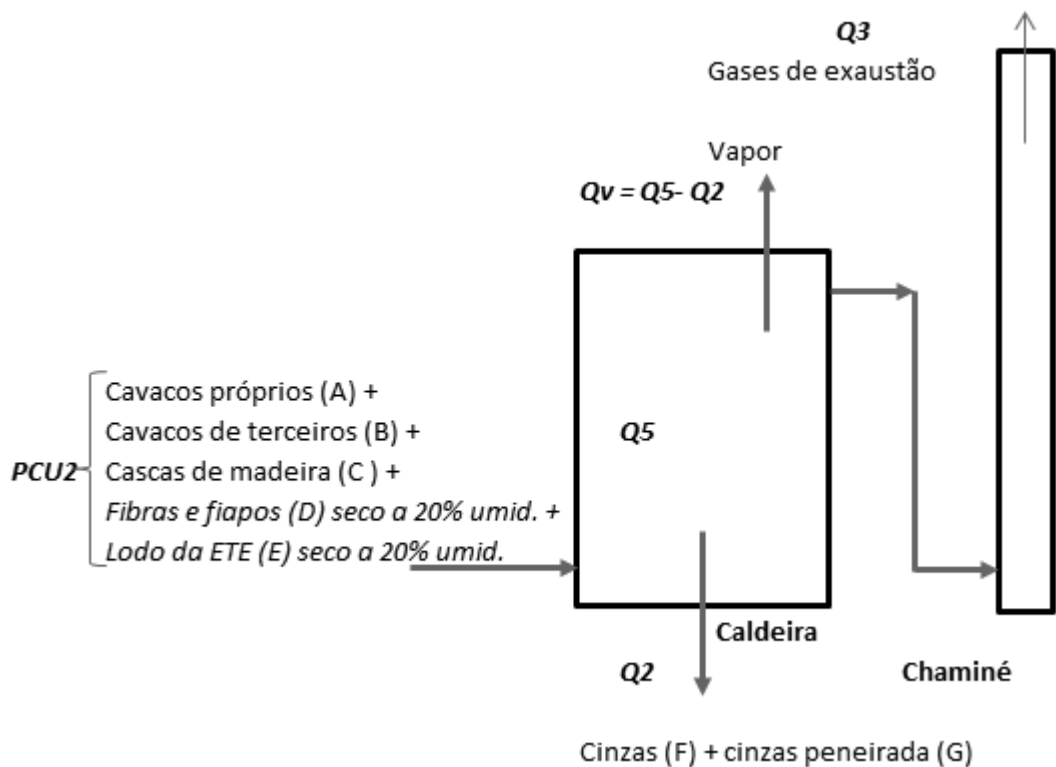 Q3
Gases de exaustão
Vapor
Qv = Q5- Q2
Cavacos próprios (A) +
Cavacos de terceiros (B) +
PCU2
Cascas de madeira (C ) +
Fibras e fiapos (D) seco a 20% umid. +
Lodo da ETE (E) seco a 20% umid.
Q5
Caldeira
Q2
Chaminé
Cinzas (F) + cinzas peneirada (G)